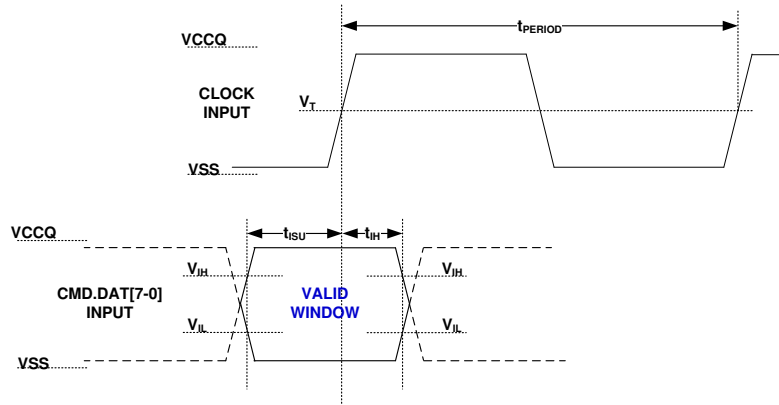 VCCQ
tPERIOD
CLOCK
INPUT
VT
VSS
VCCQ
tISU
tIH
VIH
VIH
CMD.DAT[7-0]
INPUT
VALID
WINDOW
VIL
VIL
VSS